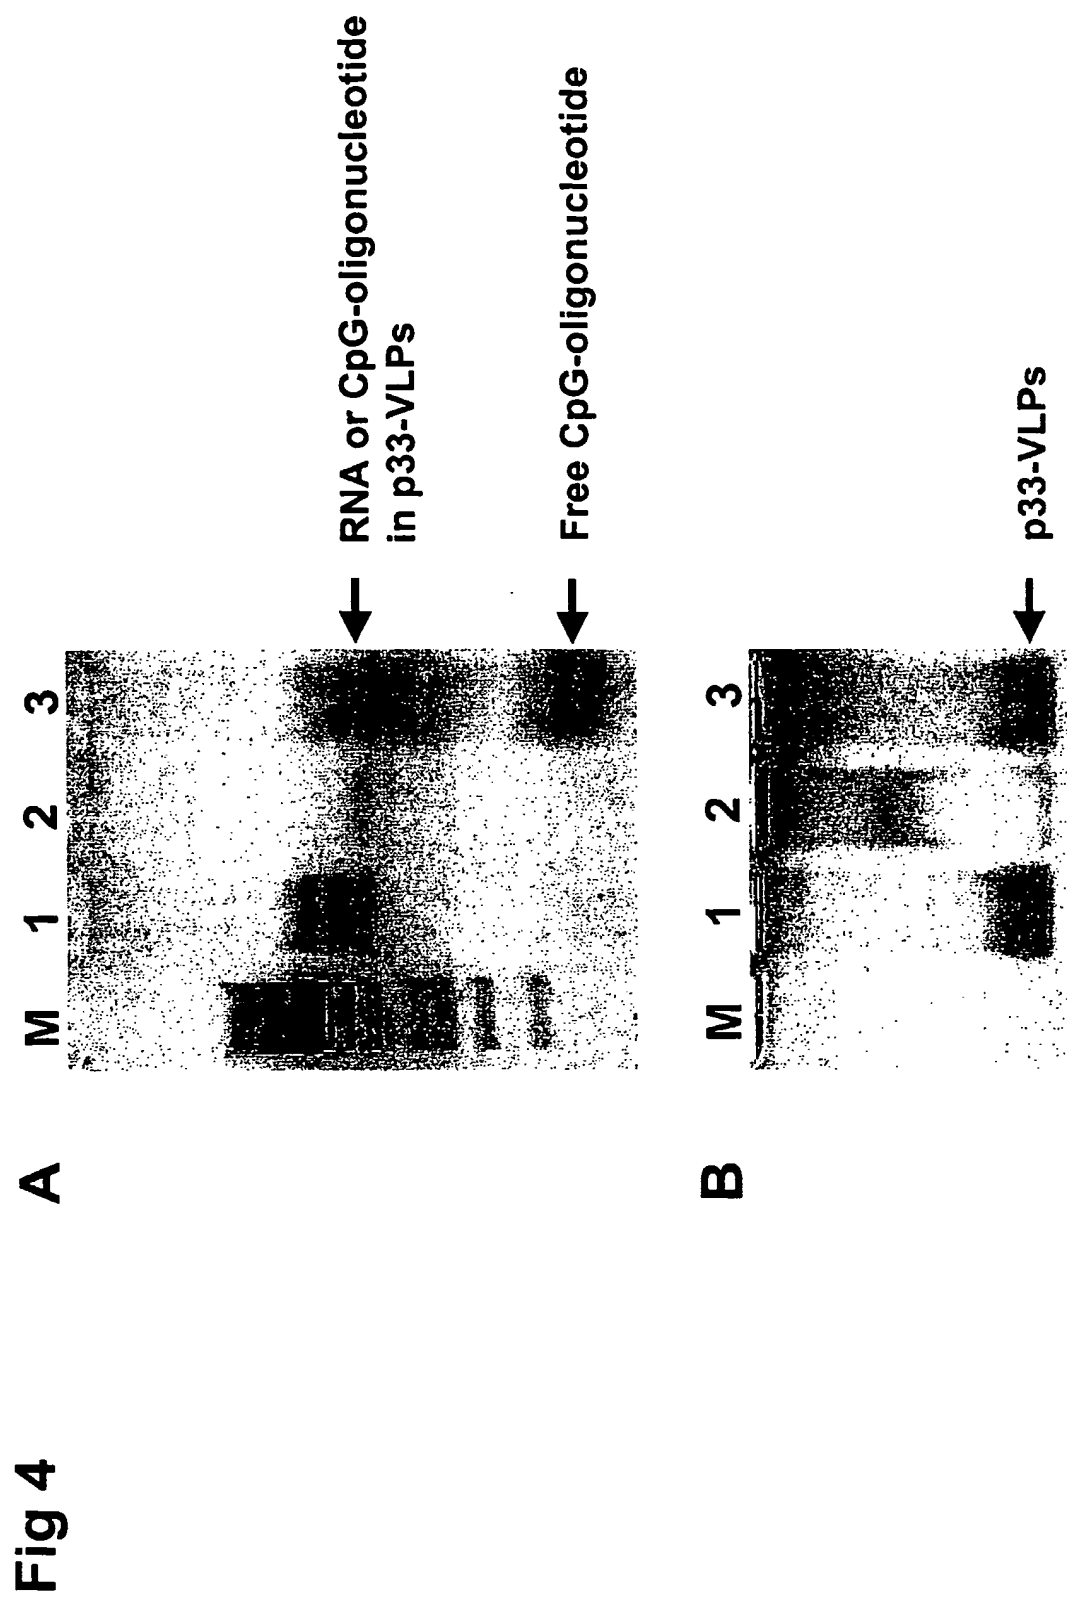 Fig 4
A
M 1 2 3
RNA or CpG-oligonucleotide
in p33-VLPs
Free CpG-oligonucleotide
B
M 1 2 3
p33-VLPs